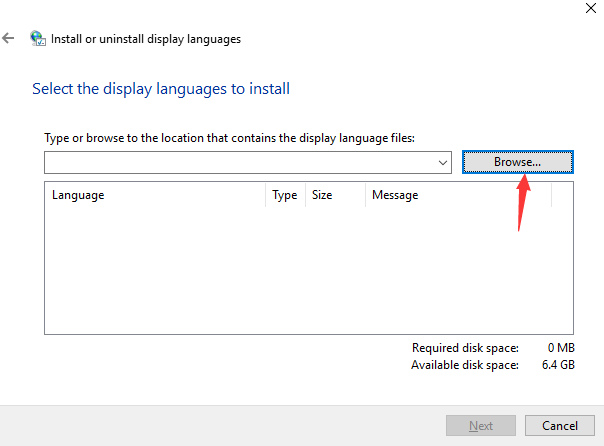 Install or uninstall display languages
Select the display languages to install
Type or browse to the location that contains the display language files:
Browse...
Language Type Size Message
Required disk space: 0 MB
Available disk space: 6.4 GB
Next Cancel